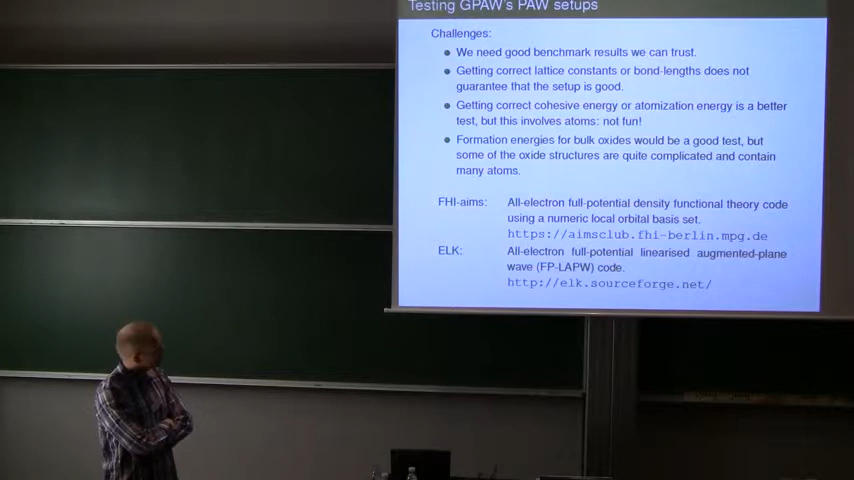 Testing GPAW's PAW setups
Challenges:
We need good benchmark results we can trust.
Getting correct lattice constants or bond-lengths does not
guarantee that the setup is good.
Getting correct cohesive energy or atomization energy is a better
test, but this involves atoms: not fun!
Formation energies for bulk oxides would be a good test, but
some of the oxide structures are quite complicated and contain
many atoms.
FHI-aims: All-electron full-potential density functional theory code
using a numeric local orbital basis set.
https://aimsclub.fhi-berlin.mpg.de
ELK: All-electron full-potential linearised augmented-plane
wave (FP-LAPW) code.
http://elk.sourceforge.net/